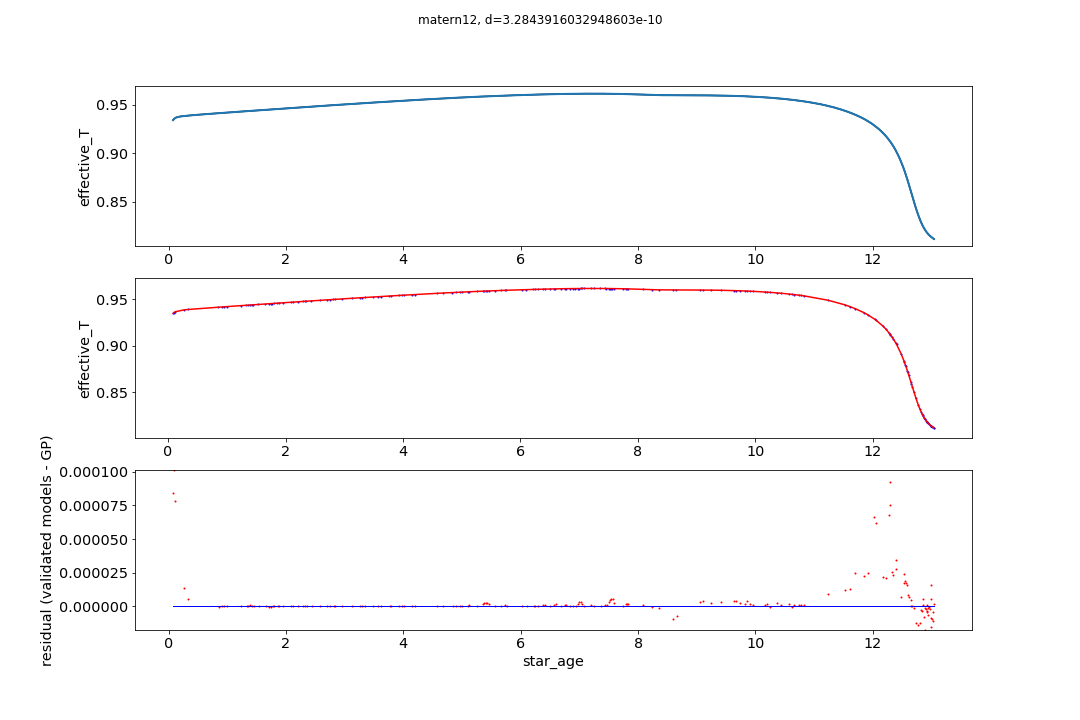 matern12, d=3.2843916032948603e-10
effective_T
0.95
0.90
0.85
0 2 4 6 8 10 12
effective_T
0.95
0.90
0.85
0 2 4 6 8 10 12
residual (validated models - GP)
0.000100
0.000075
0.000050
0.000025
0.000000
0 2 4 6 8 10 12
star_age